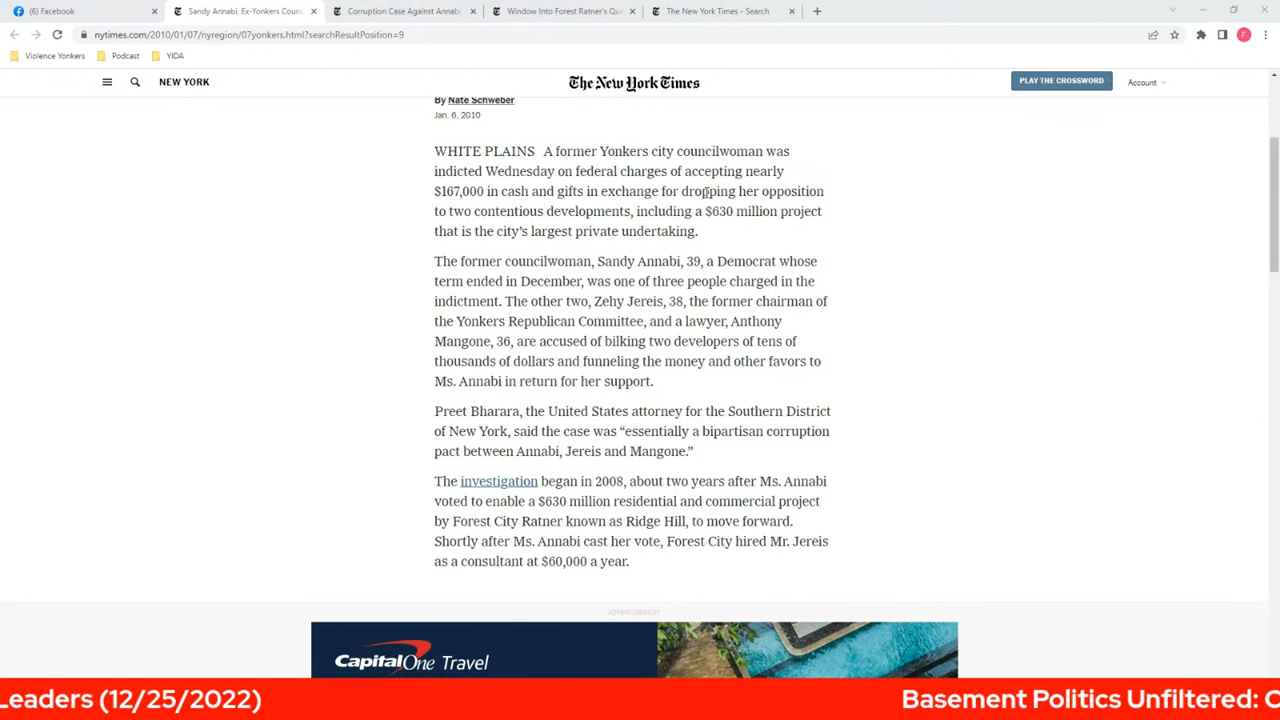 (6) Facebook
Sandy Annabi, Ex-Yonkers Counc
Corruption Case Against Annabi
Window Into Forest Ratner's Que
The New York Times - Search
nytimes.com/2010/01/07/nyregion/07yonkers.html?searchResultPosition=9
F
Violence Yonkers
Podcast
YIDA
NEW YORK
The New York Times
PLAY THE CROSSWORD
Account
By Nate Schweber
Jan. 6, 2010
WHITE PLAINS A former Yonkers city councilwoman was
indicted Wednesday on federal charges of accepting nearly
$167,000 in cash and gifts in exchange for dropping her opposition
to two contentious developments, including a $630 million project
that is the city's largest private undertaking.
The former councilwoman, Sandy Annabi, 39, a Democrat whose
term ended in December, was one of three people charged in the
indictment. The other two, Zehy Jereis, 38, the former chairman of
the Yonkers Republican Committee, and a lawyer, Anthony
Mangone, 36, are accused of bilking two developers of tens of
thousands of dollars and funneling the money and other favors to
Ms. Annabi in return for her support.
Preet Bharara, the United States attorney for the Southern District
of New York, said the case was “essentially a bipartisan corruption
pact between Annabi, Jereis and Mangone.”
The investigation began in 2008, about two years after Ms. Annabi
voted to enable a $630 million residential and commercial project
by Forest City Ratner known as Ridge Hill, to move forward.
Shortly after Ms. Annabi cast her vote, Forest City hired Mr. Jereis
as a consultant at $60,000 a year.
ADVERTISEMENT
Capital One Travel
Leaders (12/25/2022)
Basement Politics Unfiltered: